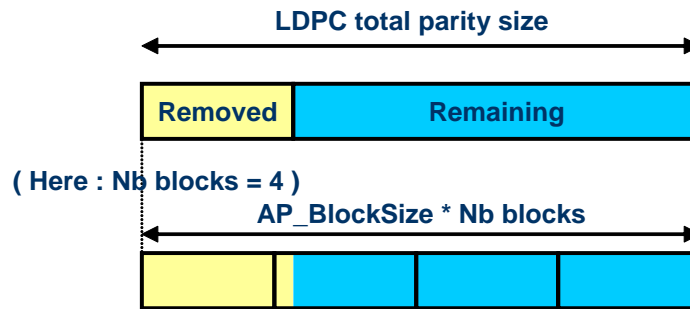 LDPC total parity size
Removed Remaining
( Here : Nb blocks = 4 )
AP_BlockSize * Nb blocks